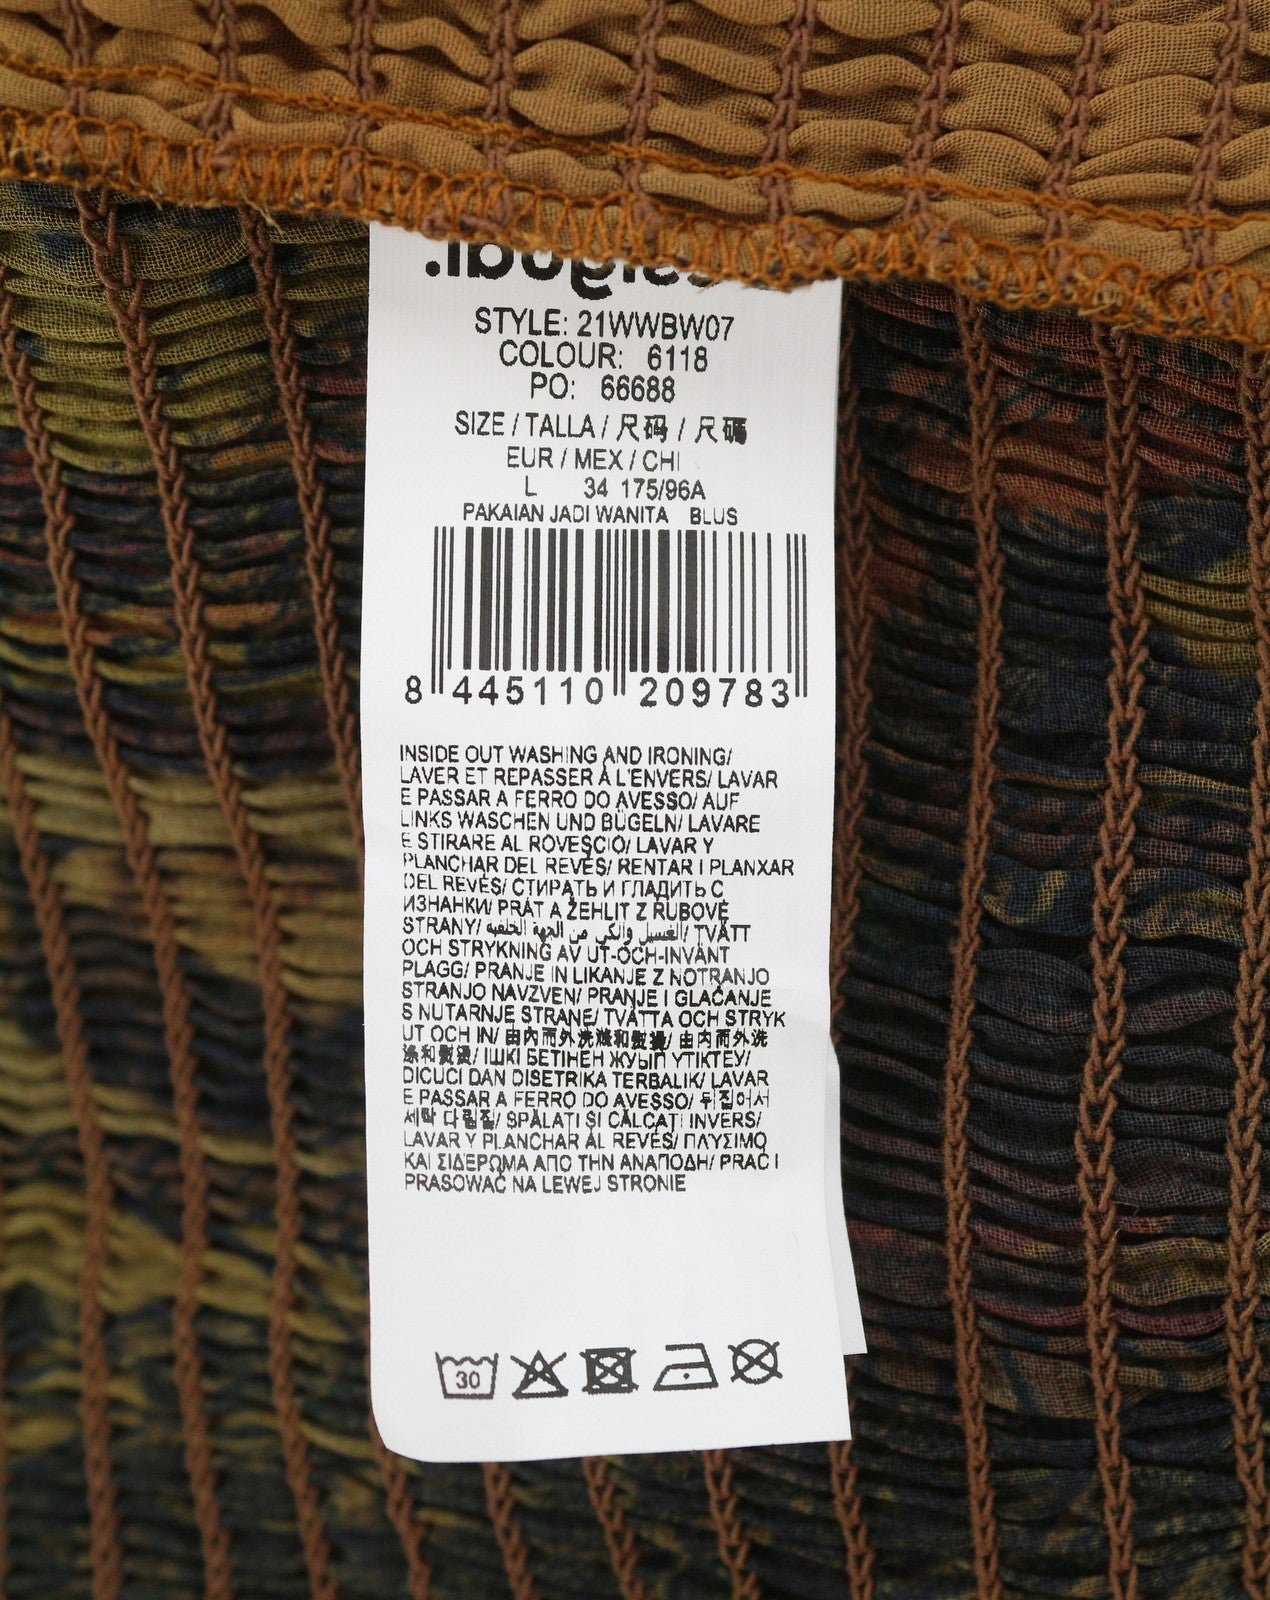 STYLE: 21WWBW07
COLOUR: 6118
PO: 66688
SIZE / TALLA / 尺码 / 尺碼
EUR / MEX / CHI
L 34 175/96A
PAKAIAN JADI WANITA BLUS
8 445110 209783
INSIDE OUT WASHING AND IRONING/
LAVER ET REPASSER À L'ENVERS/ LAVAR
E PASSAR A FERRO DO AVESSO/ AUF
LINKS WASCHEN UND BÜGELN/ LAVARE
E STIRARE AL ROVESCIO/ LAVAR Y
PLANCHAR DEL REVÉS/ RENTAR I PLANXAR
DEL REVÉS/ СТИРАТЬ И ГЛАДИТЬ С
ИЗНАНКИ/ PRÁT A ŽEHLIT Z RUBOVÉ
STRANY/ الغسيل والكي من الجهة الخلفية/ TVÄTT
OCH STRYKNING AV UT-OCH-INVÄNT
PLAGG/ PRANJE IN LIKANJE Z NOTRANJO
STRANJO NAVZVEN/ PRANJE I GLAČANJE
S NUTARNJE STRANE/ TVÄTTA OCH STRYK
UT OCH IN/ 由内而外洗涤和熨烫/ 由內而外洗
滌和熨燙/ ІШКІ БЕТІНЕН ЖУЫП ҮТІКТЕУ/
DICUCI DAN DISETRIKA TERBALIK/ LAVAR
E PASSAR A FERRO DO AVESSO/ 뒤집어서
세탁 다림질/ SPĂLAȚI ȘI CĂLCAȚI INVERS/
LAVAR Y PLANCHAR AL REVÉS/ ΠΛΥΣΙΜΟ
ΚΑΙ ΣΙΔΕΡΩΜΑ ΑΠΟ ΤΗΝ ΑΝΑΠΟΔΗ/ PRAĆ I
PRASOWAĆ NA LEWEJ STRONIE
30